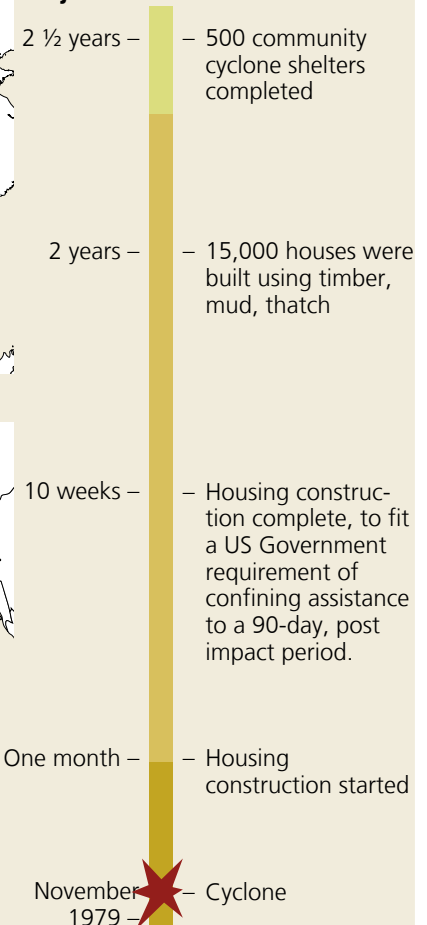 2 ½ years –
– 500 community
cyclone shelters
completed
2 years –
– 15,000 houses were
built using timber,
mud, thatch
10 weeks –
– Housing construc-
tion complete, to fit
a US Government
requirement of
confining assistance
to a 90-day, post
impact period.
One month –
– Housing
construction started
November
1979 –
– Cyclone